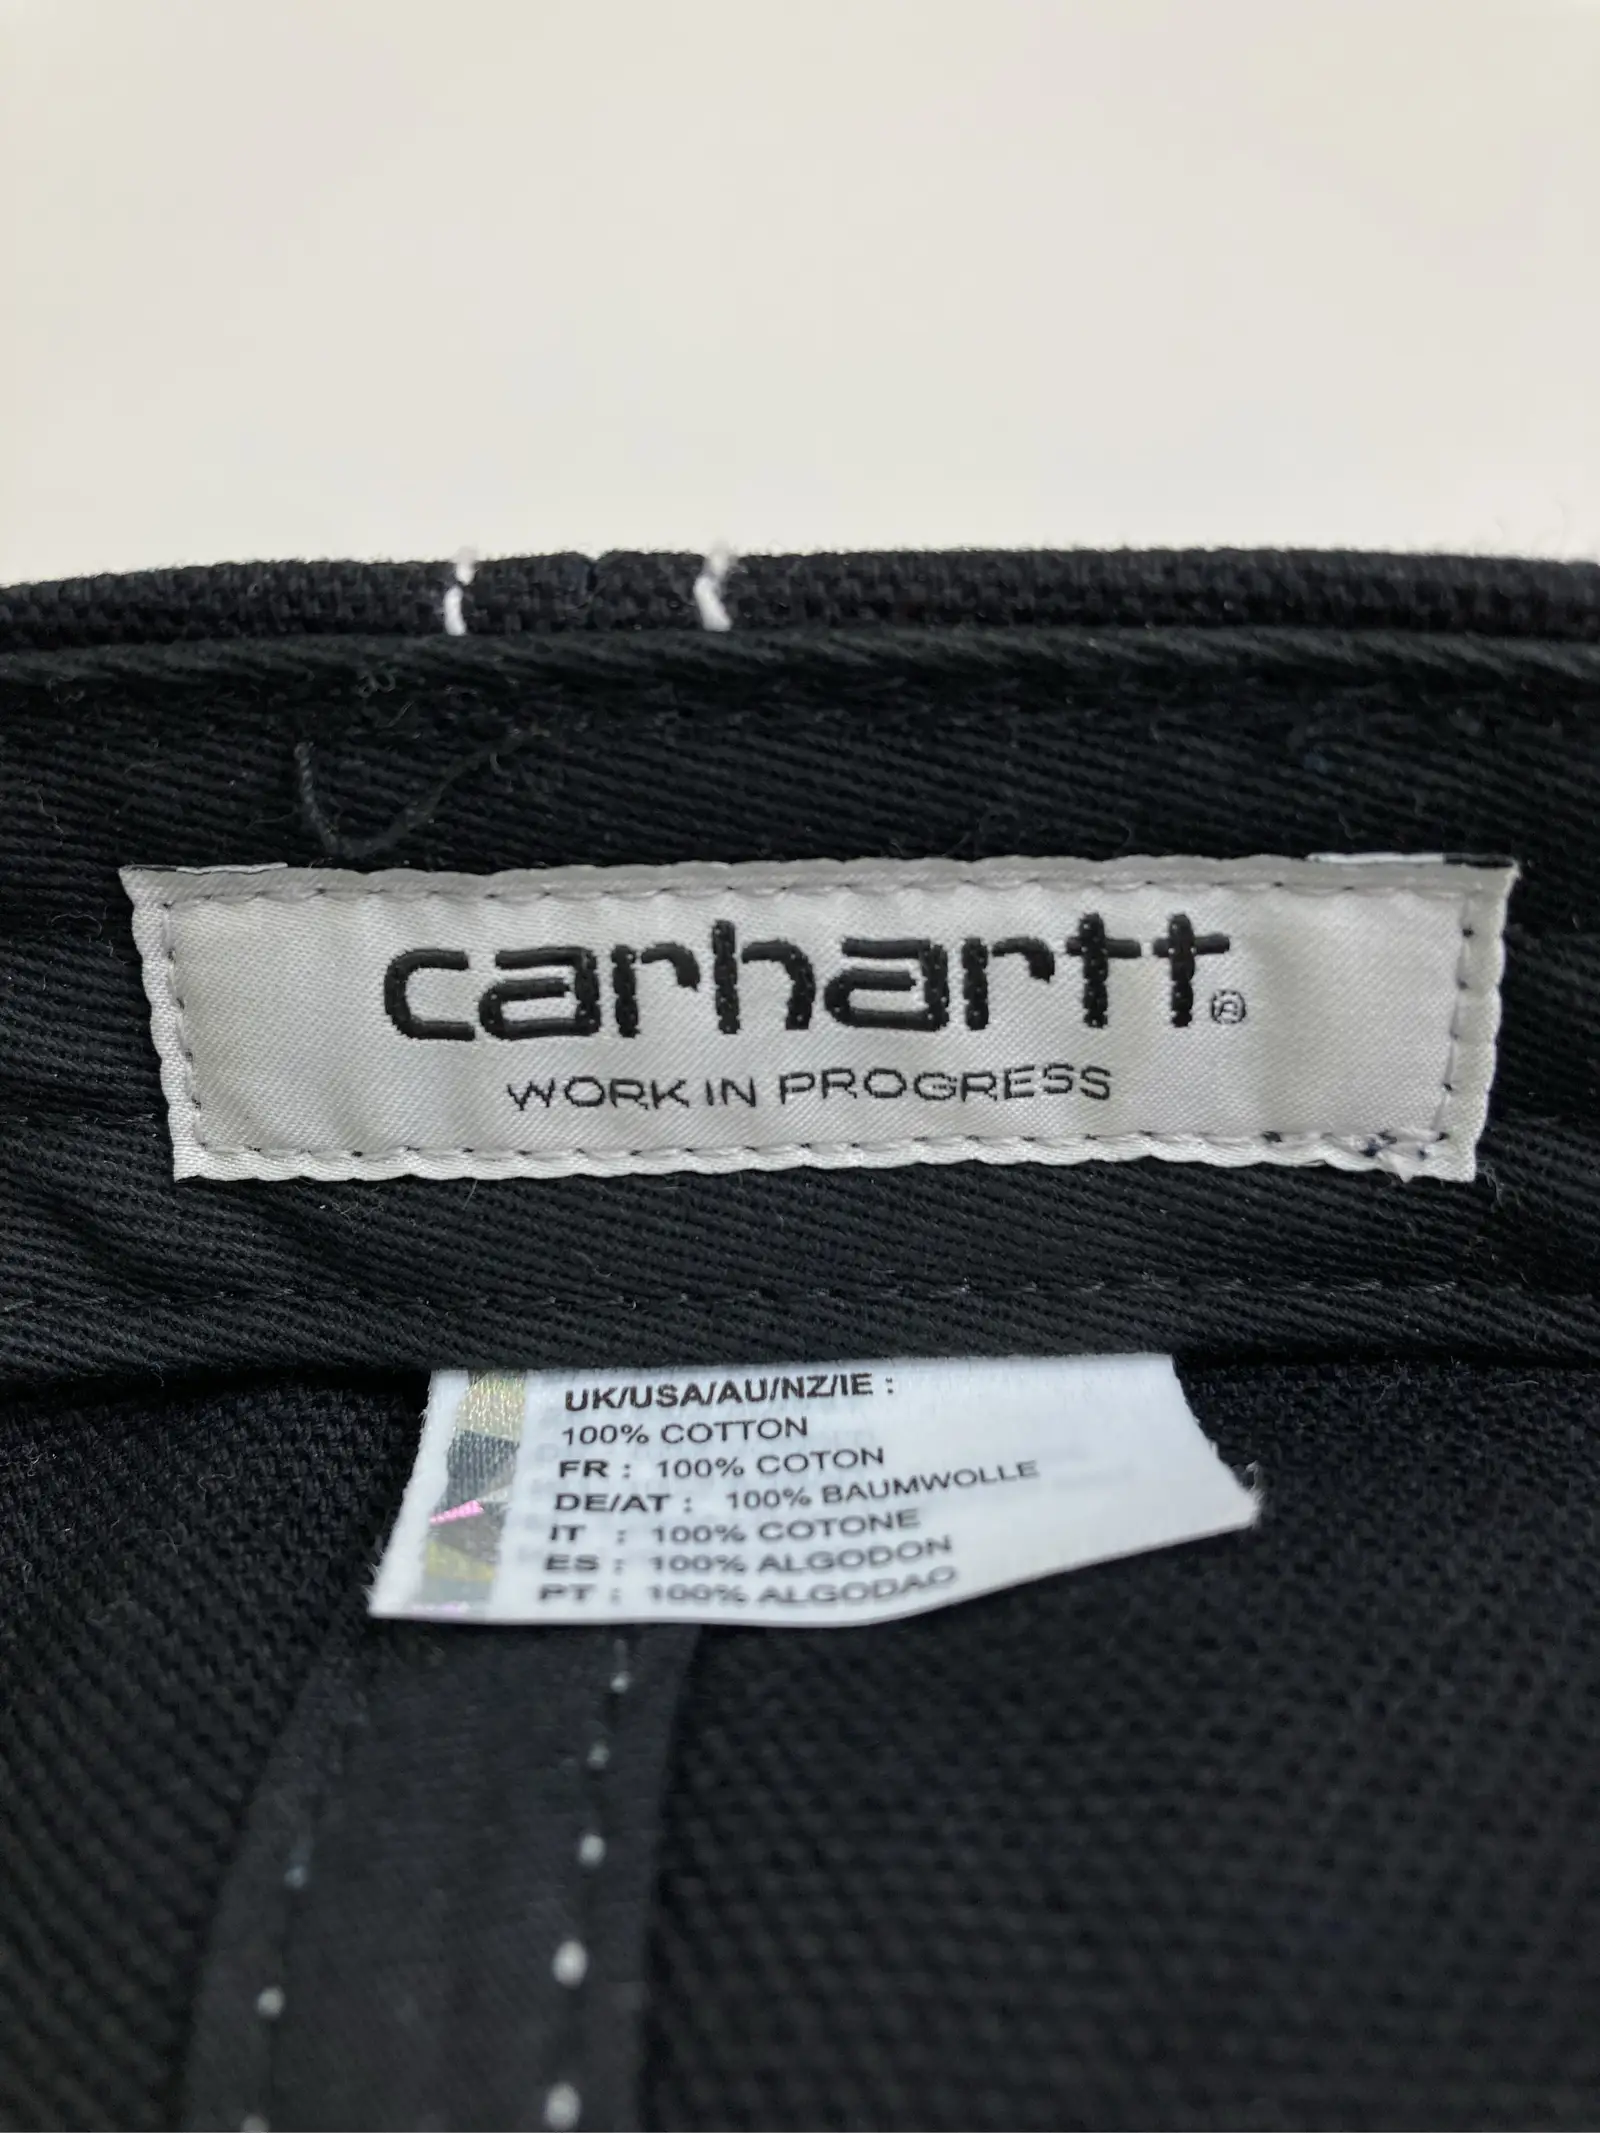 carhartt®
WORK IN PROGRESS
UK/USA/AU/NZ/IE :
100% COTTON
FR : 100% COTON
DE/AT : 100% BAUMWOLLE
IT : 100% COTONE
ES : 100% ALGODON
PT : 100% ALGODAO